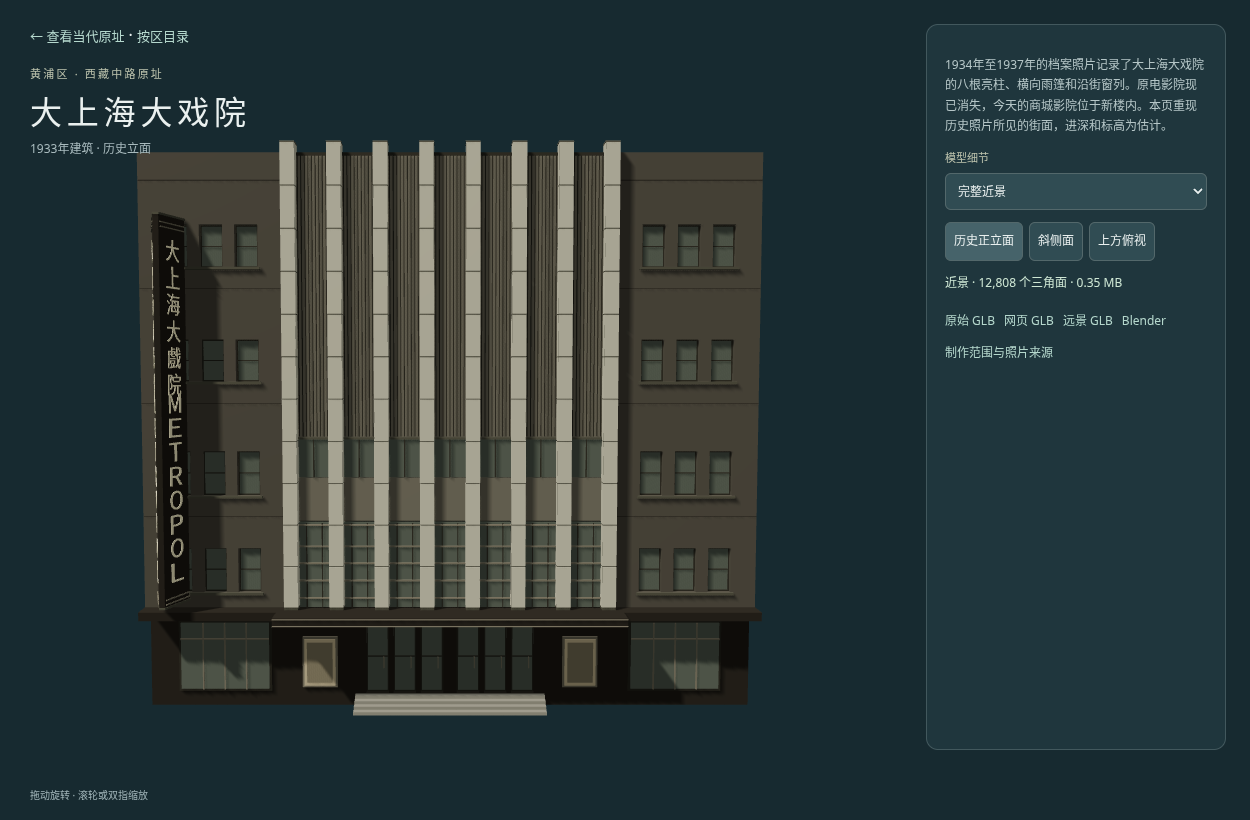 ← 查看当代原址 · 按区目录
黄浦区 · 西藏中路原址
大上海大戏院
1933年建筑 · 历史立面
大上海大戲院
METROPOL
拖动旋转 · 滚轮或双指缩放
1934年至1937年的档案照片记录了大上海大戏院
的八根亮柱、横向雨篷和沿街窗列。原电影院现
已消失，今天的商城影院位于新楼内。本页重现
历史照片所见的街面，进深和标高为估计。
模型细节
完整近景
历史正立面 斜侧面 上方俯视
近景 · 12,808 个三角面 · 0.35 MB
原始 GLB 网页 GLB 远景 GLB Blender
制作范围与照片来源